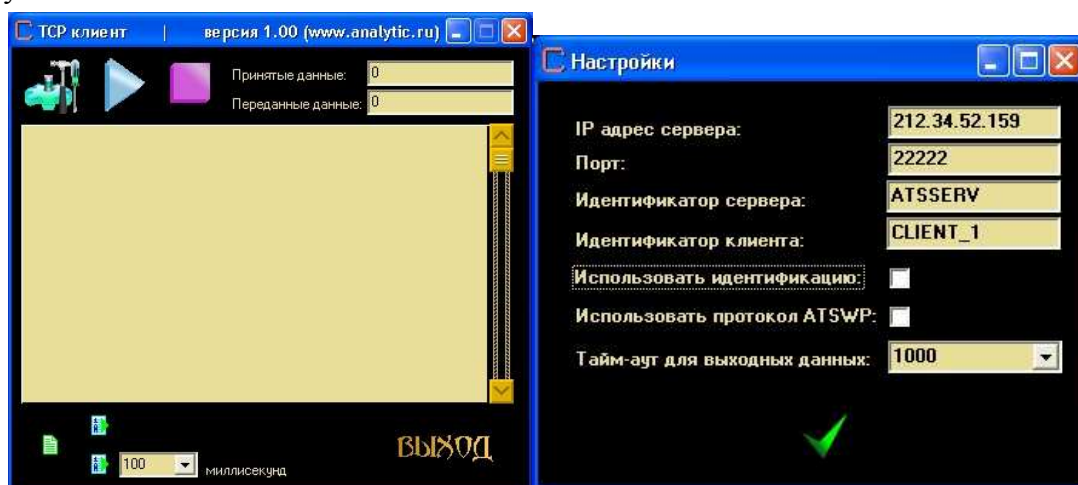 ТСР клиент | версия 1.00 (www.analytic.ru)
Принятые данные: 0
Переданные данные: 0
100 миллисекунд
ВЫХОД
Настройки
IP адрес сервера: 212.34.52.159
Порт: 22222
Идентификатор сервера: ATSSERV
Идентификатор клиента: CLIENT_1
Использовать идентификацию:
Использовать протокол ATSWP:
Тайм-аут для выходных данных: 1000